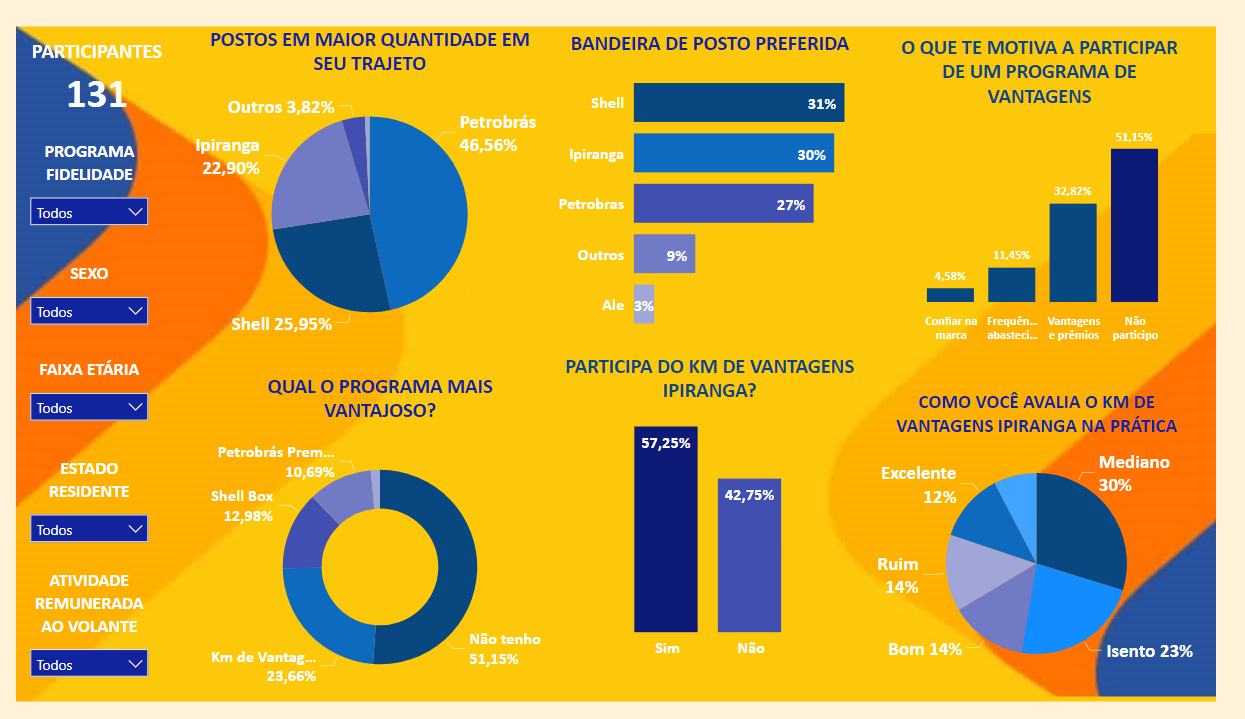 PARTICIPANTES
131
PROGRAMA
FIDELIDADE
Todos
SEXO
Todos
FAIXA ETÁRIA
Todos
ESTADO
RESIDENTE
Todos
ATIVIDADE
REMUNERADA
AO VOLANTE
Todos
POSTOS EM MAIOR QUANTIDADE EM
SEU TRAJETO
Outros 3,82%
Petrobrás
46,56%
Ipiranga
22,90%
Shell 25,95%
BANDEIRA DE POSTO PREFERIDA
Shell 31%
Ipiranga 30%
Petrobras 27%
Outros 9%
Ale 3%
O QUE TE MOTIVA A PARTICIPAR
DE UM PROGRAMA DE
VANTAGENS
51,15%
32,82%
11,45%
4,58%
Confiar na
marca
Frequên...
abasteci...
Vantagens
e prêmios
Não
participo
QUAL O PROGRAMA MAIS
VANTAJOSO?
Petrobrás Prem...
10,69%
Shell Box
12,98%
Km de Vantag...
23,66%
Não tenho
51,15%
PARTICIPA DO KM DE VANTAGENS
IPIRANGA?
57,25%
42,75%
Sim
Não
COMO VOCÊ AVALIA O KM DE
VANTAGENS IPIRANGA NA PRÁTICA
Mediano
30%
Excelente
12%
Ruim
14%
Bom 14%
Isento 23%